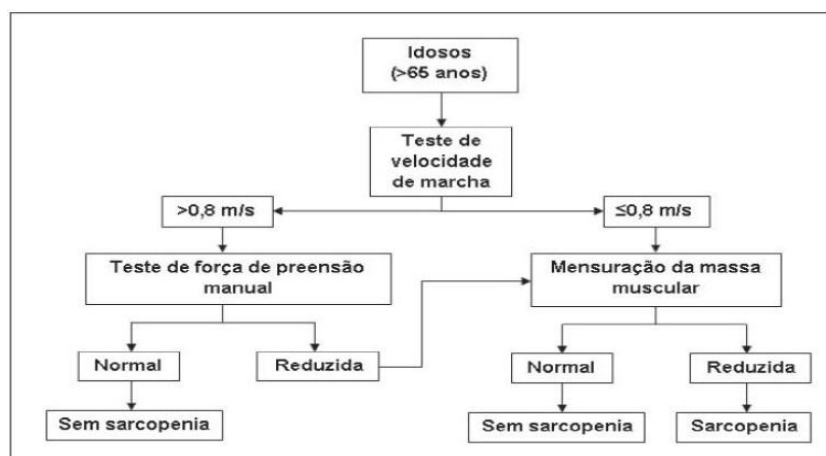 Idosos
(>65 anos)
Teste de
velocidade
de marcha
>0,8 m/s
≤0,8 m/s
Teste de força de preensão
manual
Mensuração da massa
muscular
Normal
Reduzida
Normal
Reduzida
Sem sarcopenia
Sem sarcopenia
Sarcopenia